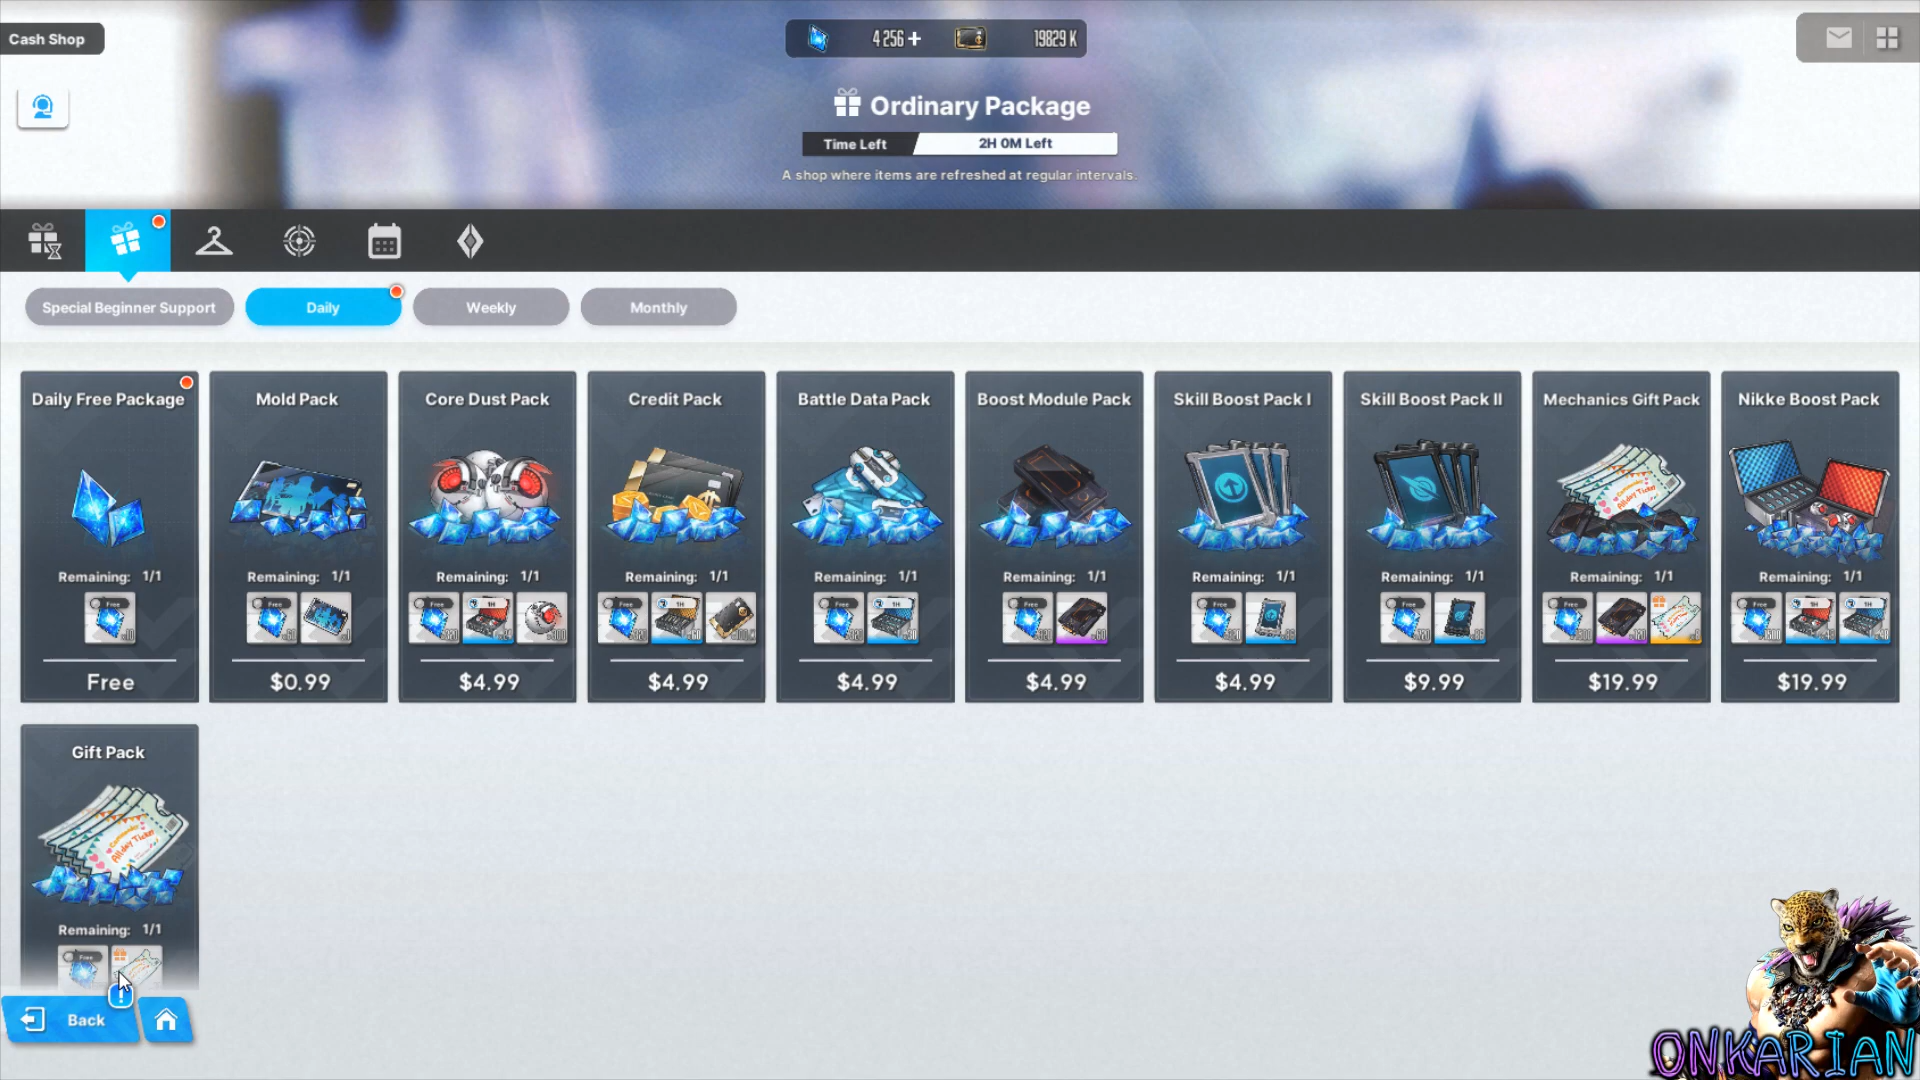 Cash Shop
4256+
19829 K
Ordinary Package
Time Left
2H 0M Left
A shop where items are refreshed at regular intervals.
Special Beginner Support
Daily
Weekly
Monthly
Daily Free Package
Remaining: 1/1
Free
Mold Pack
Remaining: 1/1
$0.99
Core Dust Pack
Remaining: 1/1
$4.99
Credit Pack
Remaining: 1/1
$4.99
Battle Data Pack
Remaining: 1/1
$4.99
Boost Module Pack
Remaining: 1/1
$4.99
Skill Boost Pack I
Remaining: 1/1
$4.99
Skill Boost Pack II
Remaining: 1/1
$9.99
Mechanics Gift Pack
Remaining: 1/1
$19.99
Nikke Boost Pack
Remaining: 1/1
$19.99
Gift Pack
Remaining: 1/1
Back
ONKARIAN